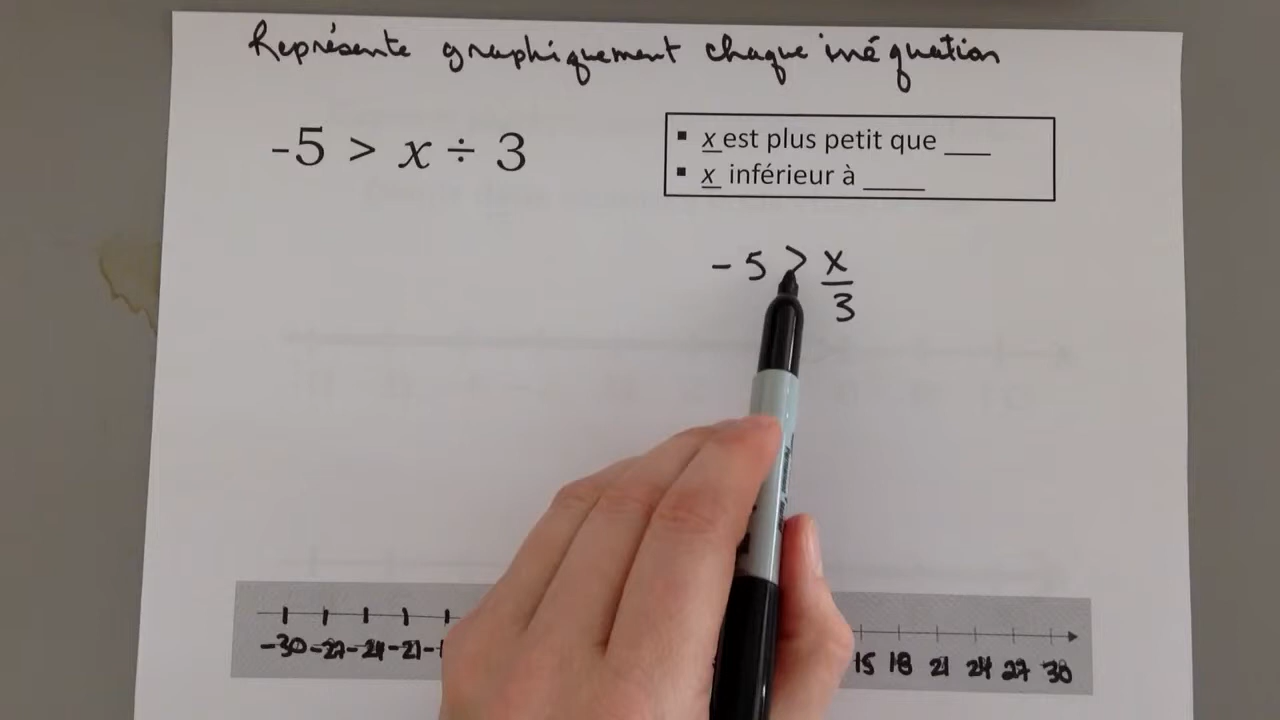 Représente graphiquement chaque inéquation
-5 > x ÷ 3
▪ x est plus petit que ___
▪ x inférieur à ____
-5 > x/3
-30 -27 -24 -21 15 18 21 24 27 30